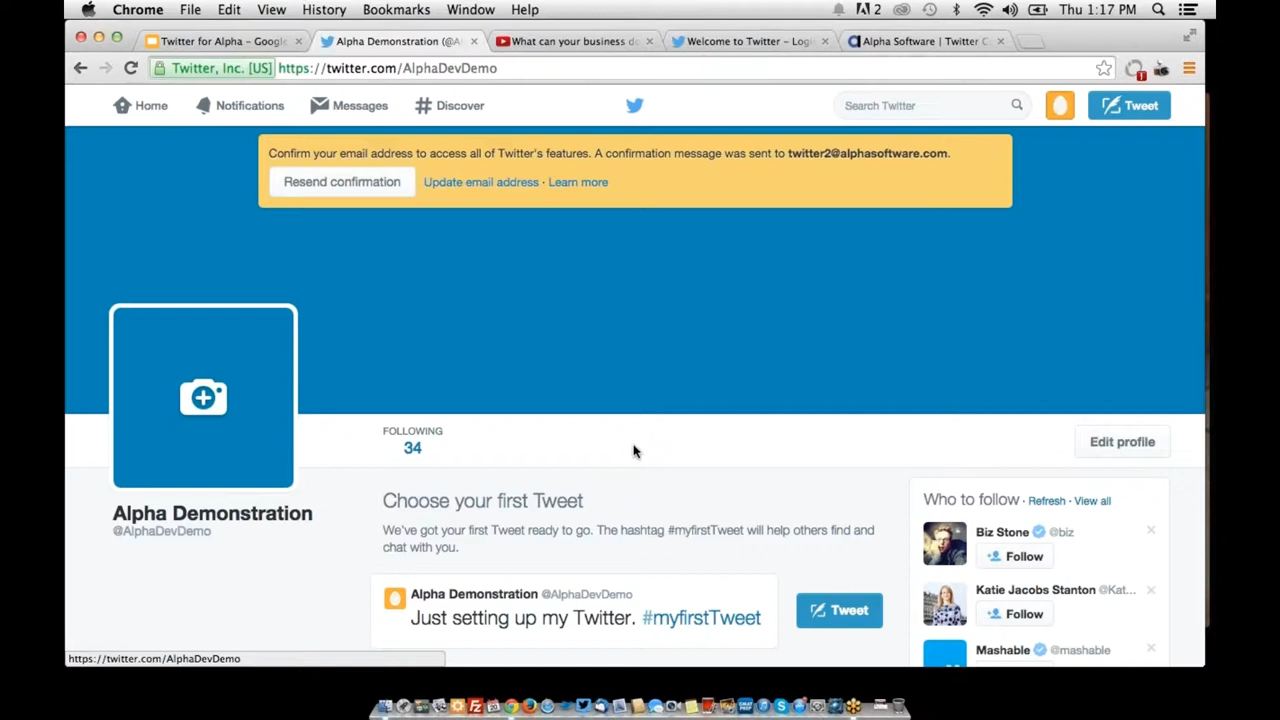 Chrome File Edit View History Bookmarks Window Help 2 Thu 1:17 PM
Twitter for Alpha – Google Alpha Demonstration (@A What can your business do Welcome to Twitter – Logi Alpha Software | Twitter C
Twitter, Inc. [US] https://twitter.com/AlphaDevDemo
1
Home Notifications Messages # Discover Search Twitter Tweet
Confirm your email address to access all of Twitter's features. A confirmation message was sent to twitter2@alphasoftware.com.
Resend confirmation Update email address · Learn more
FOLLOWING
34
Edit profile
Alpha Demonstration
@AlphaDevDemo
Choose your first Tweet
We've got your first Tweet ready to go. The hashtag #myfirstTweet will help others find and
chat with you.
Alpha Demonstration @AlphaDevDemo
Just setting up my Twitter. #myfirstTweet
Tweet
Who to follow · Refresh · View all
Biz Stone @biz
Follow
Katie Jacobs Stanton @Kat...
Follow
Mashable @mashable
https://twitter.com/AlphaDevDemo